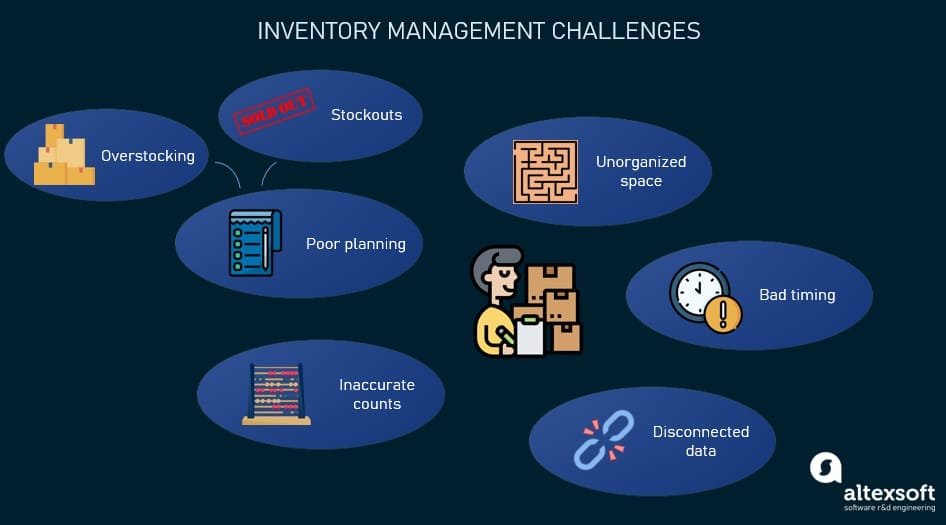 INVENTORY MANAGEMENT CHALLENGES
SOLD OUT
Stockouts
Overstocking
Poor planning
Unorganized
space
Bad timing
Inaccurate
counts
Disconnected
data
altexsoft
software r&d engineering